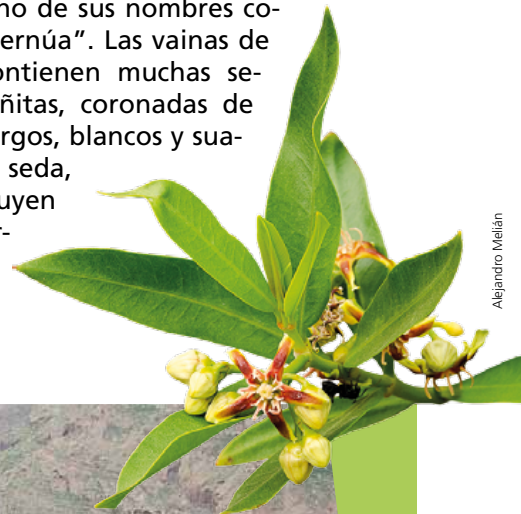 no de sus nombres co-
ernúa”. Las vainas de
ontienen muchas se-
ñitas, coronadas de
rgos, blancos y sua-
seda,
uyen
r-
Alejandro Melián